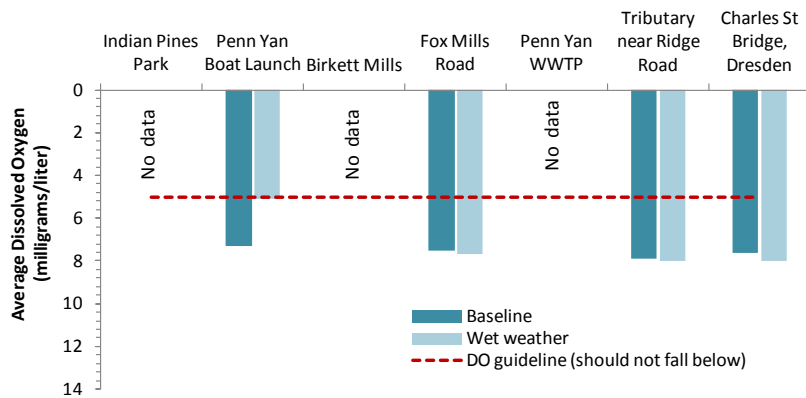 Indian Pines
Park
Penn Yan
Boat Launch
Birkett Mills
Fox Mills
Road
Penn Yan
WWTP
Tributary
near Ridge
Road
Charles St
Bridge,
Dresden
Average Dissolved Oxygen
(milligrams/liter)
0
2
4
6
8
10
12
14
No data
No data
No data
Baseline
Wet weather
DO guideline (should not fall below)